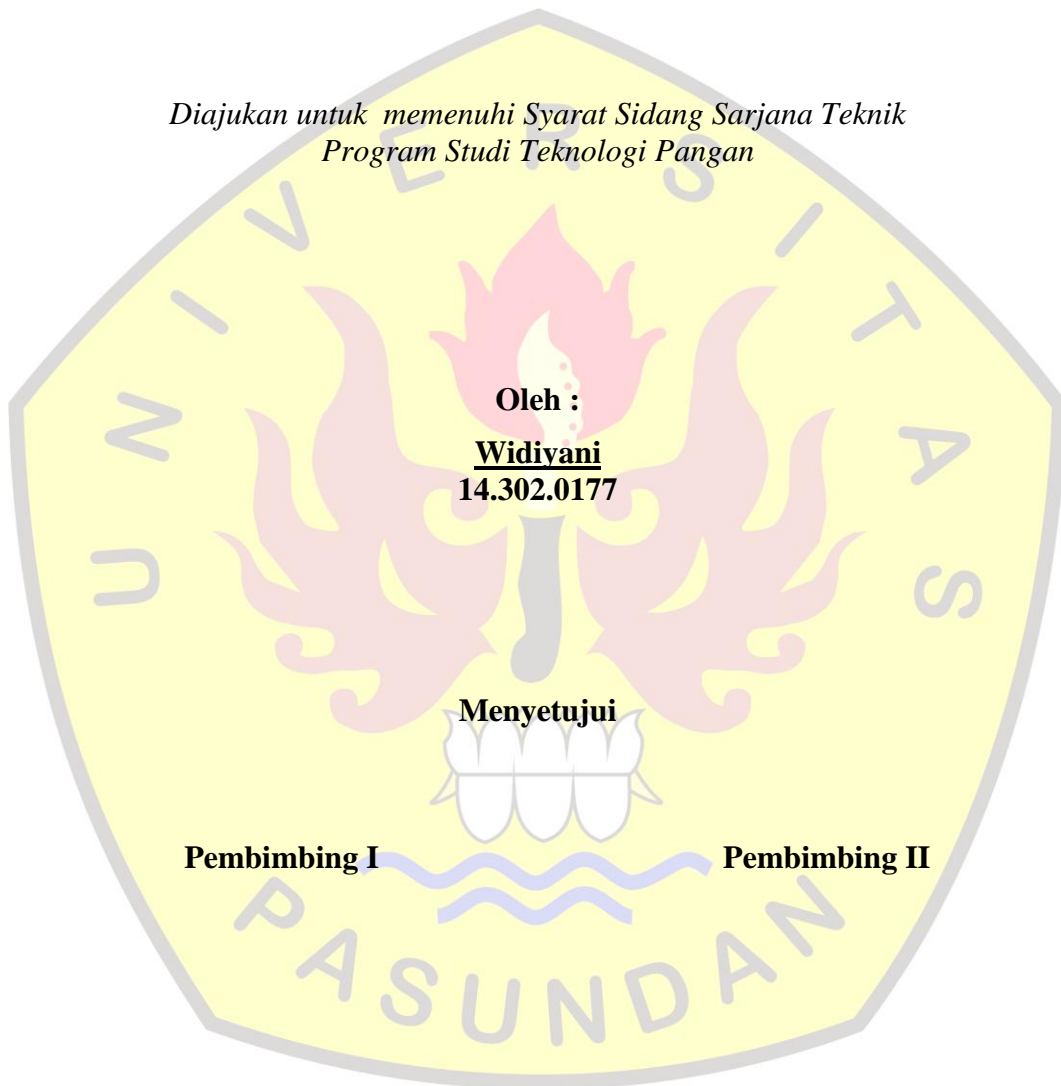 Diajukan untuk memenuhi Syarat Sidang Sarjana Teknik
Program Studi Teknologi Pangan
Oleh :
Widiyani
14.302.0177
Menyetujui
Pembimbing I Pembimbing II
UNIVERSITAS
PASUNDAN